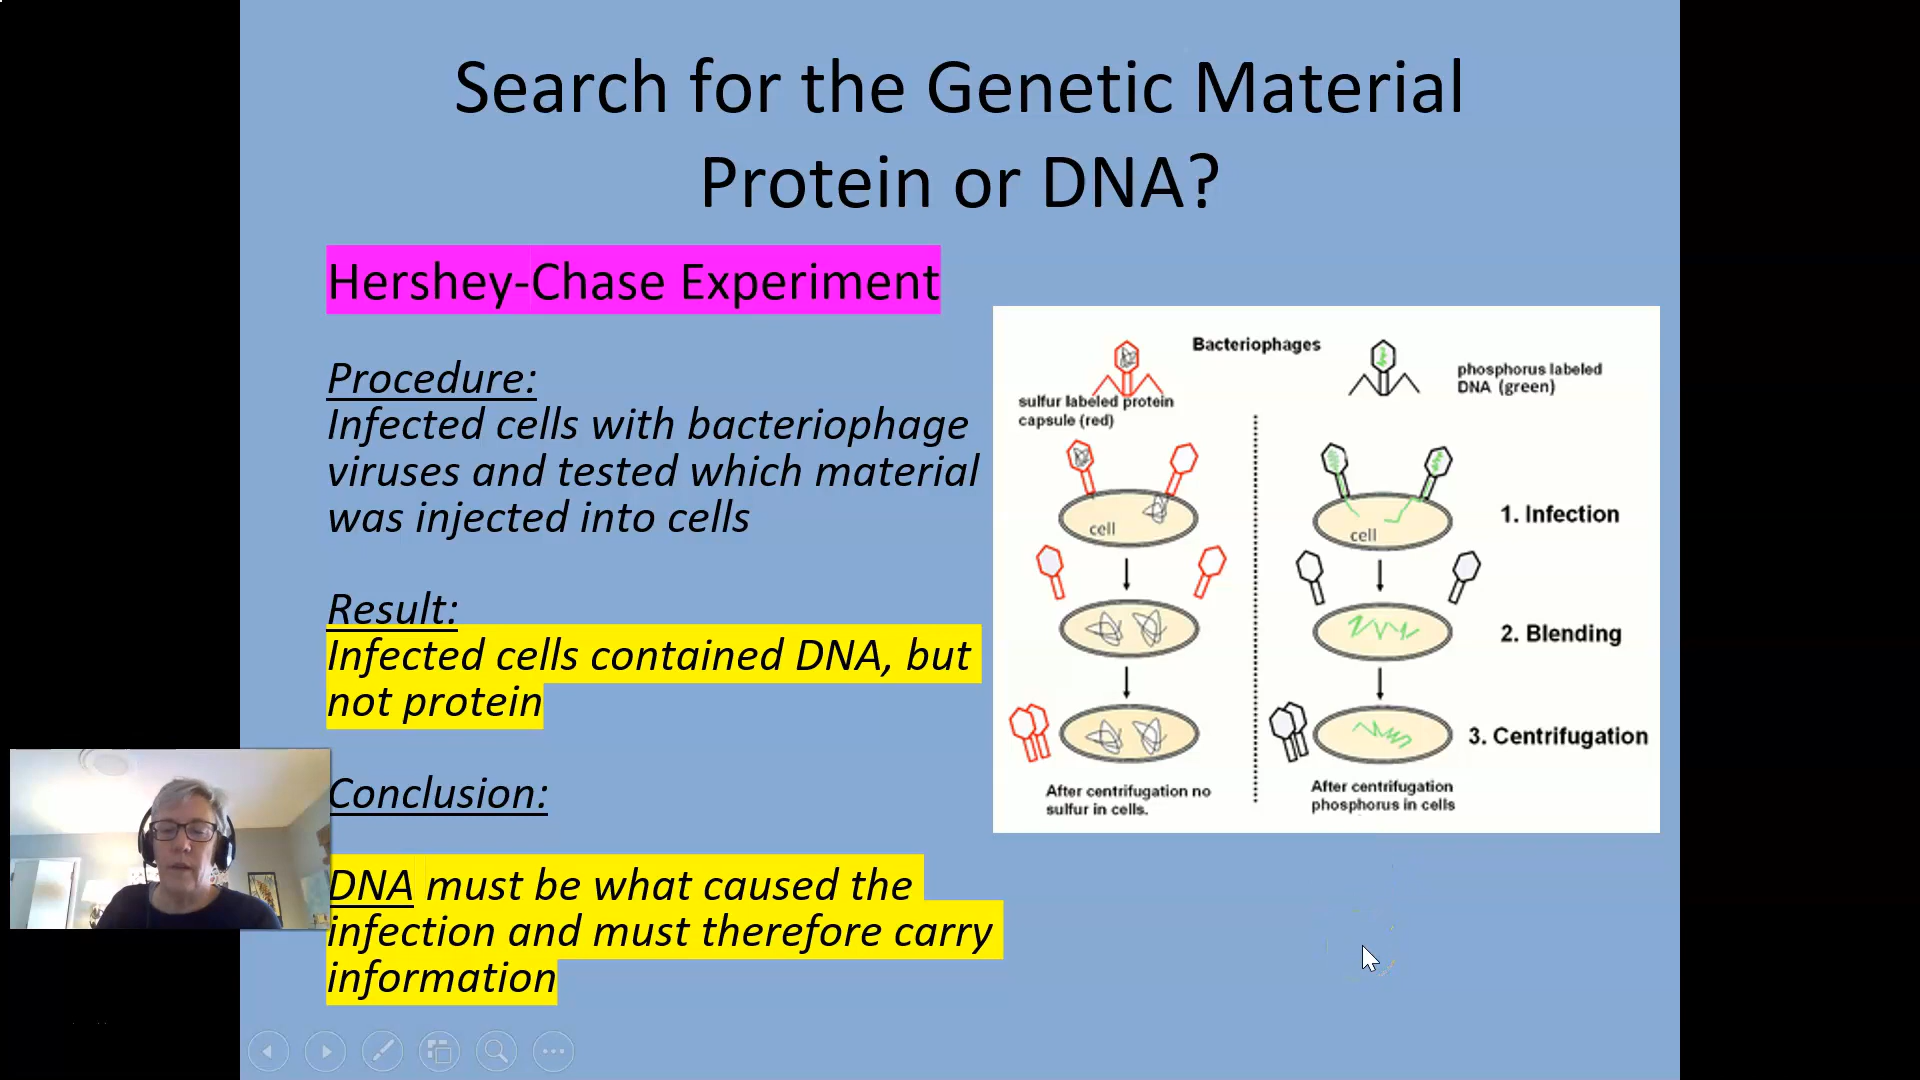 Search for the Genetic Material
Protein or DNA?
Hershey-Chase Experiment
Procedure:
Infected cells with bacteriophage
viruses and tested which material
was injected into cells
Result:
Infected cells contained DNA, but
not protein
Conclusion:
DNA must be what caused the
infection and must therefore carry
information
Bacteriophages
sulfur labeled protein
capsule (red)
phosphorus labeled
DNA (green)
cell
cell
1. Infection
2. Blending
3. Centrifugation
After centrifugation no
sulfur in cells.
After centrifugation
phosphorus in cells